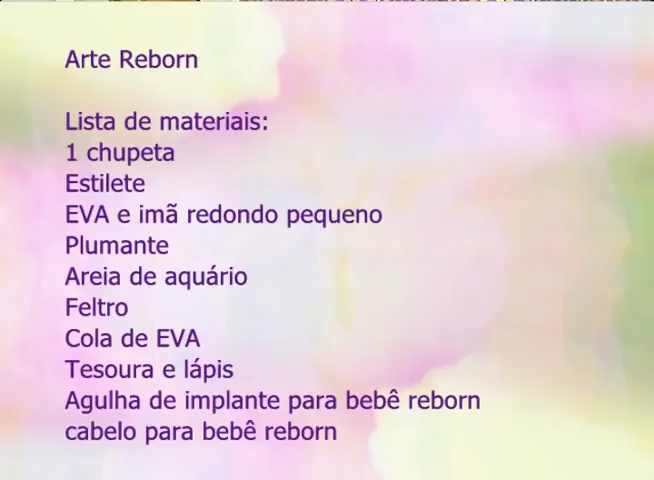 Arte Reborn
Lista de materiais:
1 chupeta
Estilete
EVA e imã redondo pequeno
Plumante
Areia de aquário
Feltro
Cola de EVA
Tesoura e lápis
Agulha de implante para bebê reborn
cabelo para bebê reborn